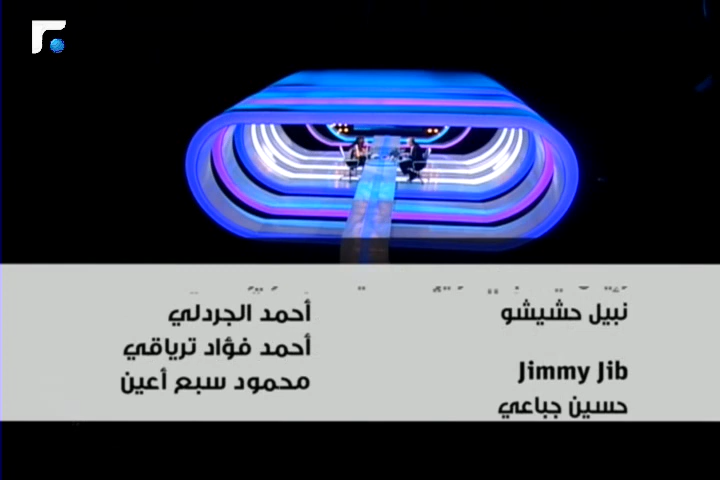 نبيل حشيشو
Jimmy Jib
حسين جباعي
أحمد الجردلي
أحمد فؤاد ترياقي
محمود سبع أعين